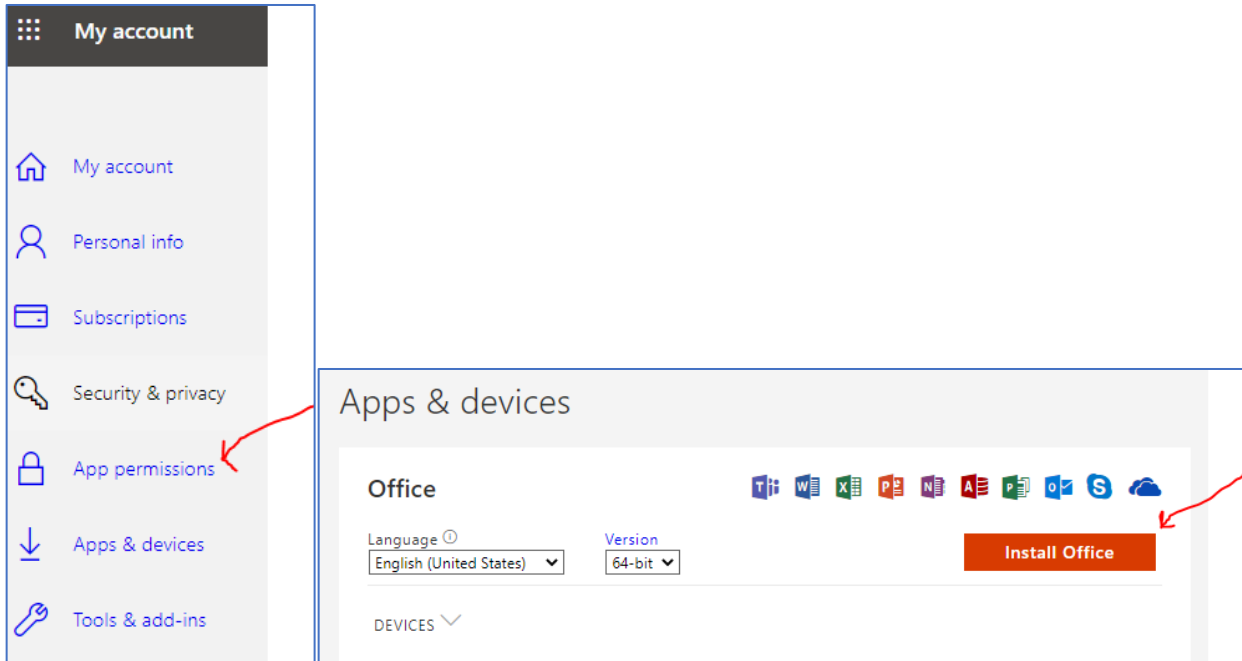 My account
My account
Personal info
Subscriptions
Security & privacy
App permissions
Apps & devices
Tools & add-ins
Apps & devices
Office
Language
Version
English (United States)
64-bit
Install Office
DEVICES